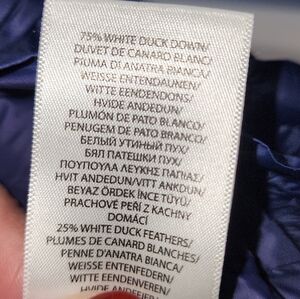 75% WHITE DUCK DOWN/
DUVET DE CANARD BLANC/
PIUMA DI ANATRA BIANCA/
WEISSE ENTENDAUNEN/
WITTE EENDENDONS/
HVIDE ANDEDUN/
PLUMÓN DE PATO BLANCO/
PENUGEM DE PATO BRANCO/
БЕЛЫЙ УТИНЫЙ ПУХ/
БЯЛ ПАТЕШКИ ПУХ/
ΠΟΥΠΟΥΛΑ ΛΕΥΚΗΣ ΠΑΠΙΑΣ/
HVIT ANDEDUN/VITT ANKDUN/
BEYAZ ÖRDEK İNCE TÜYÜ/
PRACHOVÉ PEŘÍ Z KACHNY
DOMÁCÍ
25% WHITE DUCK FEATHERS/
PLUMES DE CANARD BLANCHES/
PENNE D'ANATRA BIANCA/
WEISSE ENTENFEDERN/
WITTE EENDENVEREN/
HVIDE ANDEFJER/